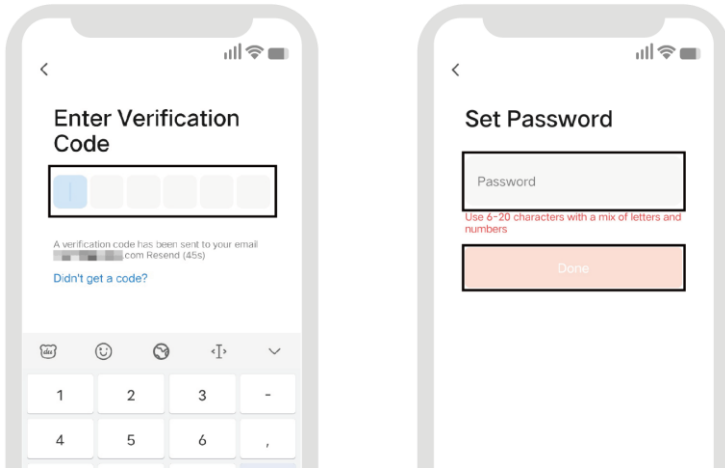 Enter Verification
Code
A verification code has been sent to your email
.com Resend (45s)
Didn't get a code?
1 2 3 -
4 5 6 ,
Set Password
Password
Use 6-20 characters with a mix of letters and
numbers
Done